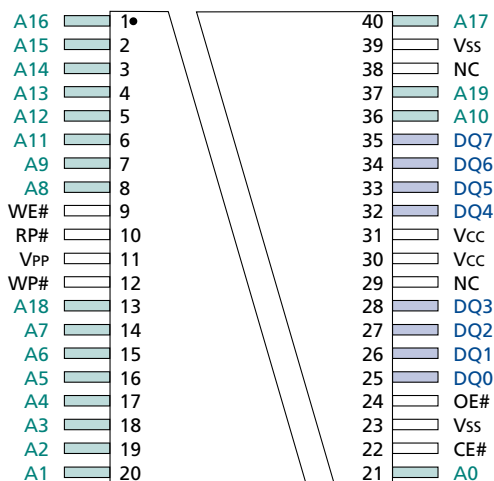 A16 1 40 A17
A15 2 39 Vss
A14 3 38 NC
A13 4 37 A19
A12 5 36 A10
A11 6 35 DQ7
A9 7 34 DQ6
A8 8 33 DQ5
WE# 9 32 DQ4
RP# 10 31 VCC
VPP 11 30 VCC
WP# 12 29 NC
A18 13 28 DQ3
A7 14 27 DQ2
A6 15 26 DQ1
A5 16 25 DQ0
A4 17 24 OE#
A3 18 23 Vss
A2 19 22 CE#
A1 20 21 A0